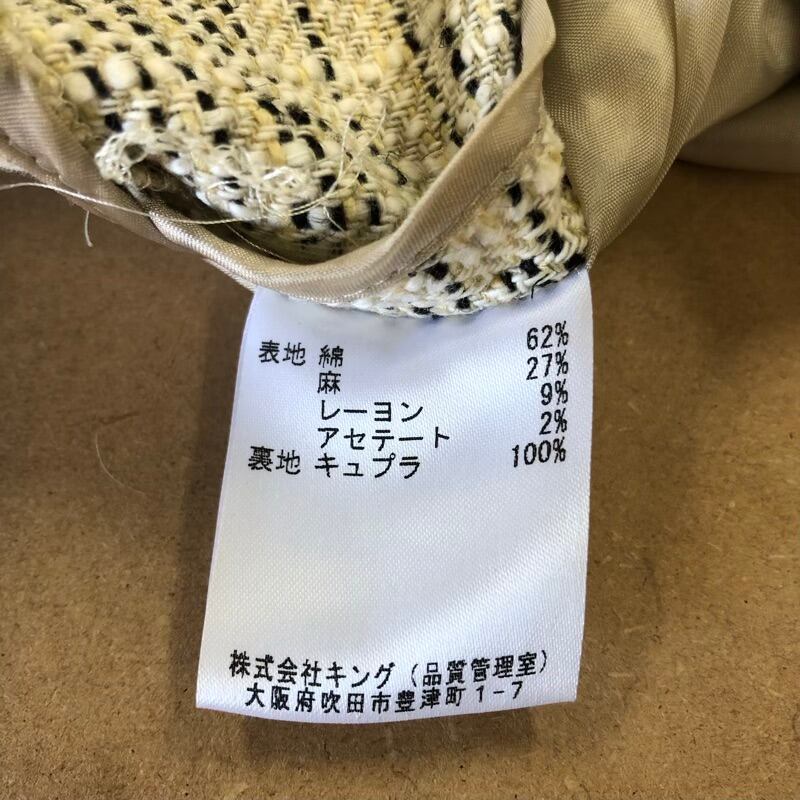 表地 綿 62%
麻 27%
レーヨン 9%
アセテート 2%
裏地 キュプラ 100%
株式会社キング(品質管理室)
大阪府吹田市豊津町1-7